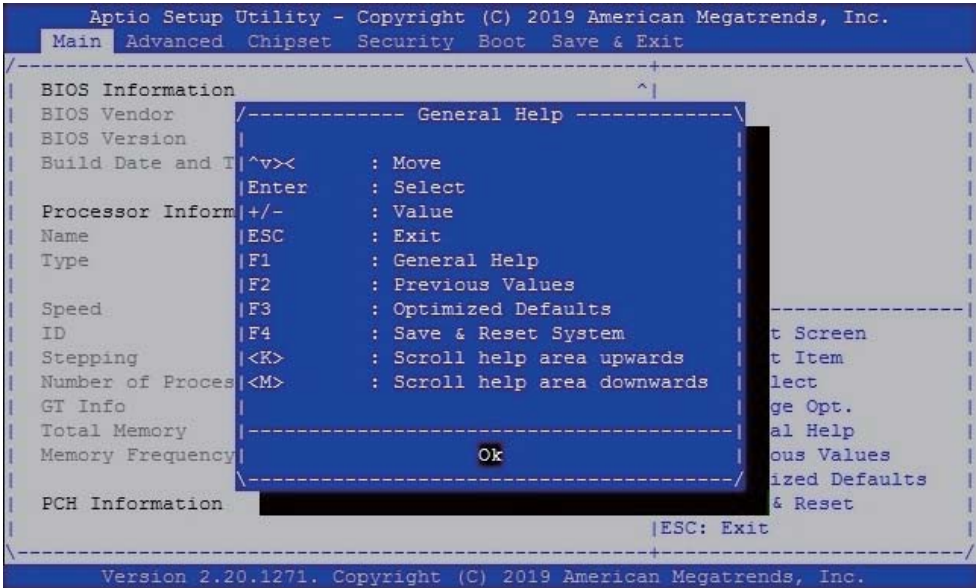 Aptio Setup Utility - Copyright (C) 2019 American Megatrends, Inc.
Main Advanced Chipset Security Boot Save & Exit
BIOS Information
BIOS Vendor
BIOS Version
Build Date and T
Processor Inform
Name
Type
Speed
ID
Stepping
Number of Proces
GT Info
Total Memory
Memory Frequency
PCH Information
General Help
^v>< : Move
Enter : Select
+/- : Value
ESC : Exit
F1 : General Help
F2 : Previous Values
F3 : Optimized Defaults
F4 : Save & Reset System
<K> : Scroll help area upwards
<M> : Scroll help area downwards
Ok
t Screen
t Item
lect
ge Opt.
al Help
ous Values
ized Defaults
& Reset
ESC: Exit
Version 2.20.1271. Copyright (C) 2019 American Megatrends, Inc.